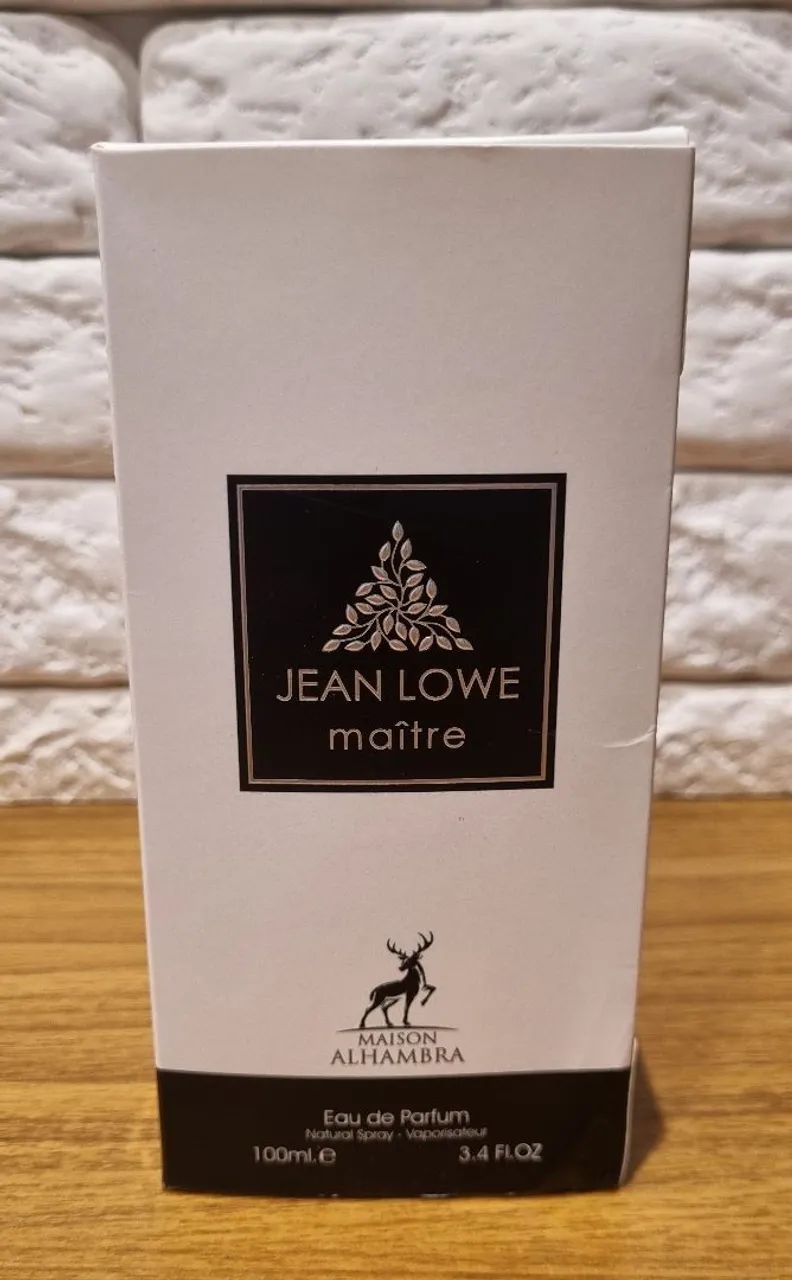 JEAN LOWE
maître
MAISON
ALHAMBRA
Eau de Parfum
Natural Spray - Vaporisateur
100ml.e 3.4 Fl.OZ